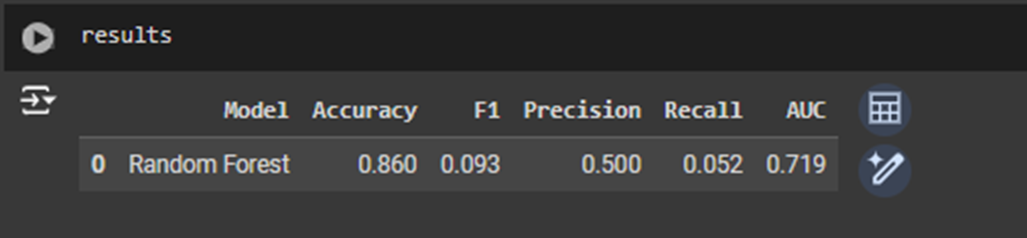 results
Model Accuracy F1 Precision Recall AUC
0 Random Forest 0.860 0.093 0.500 0.052 0.719